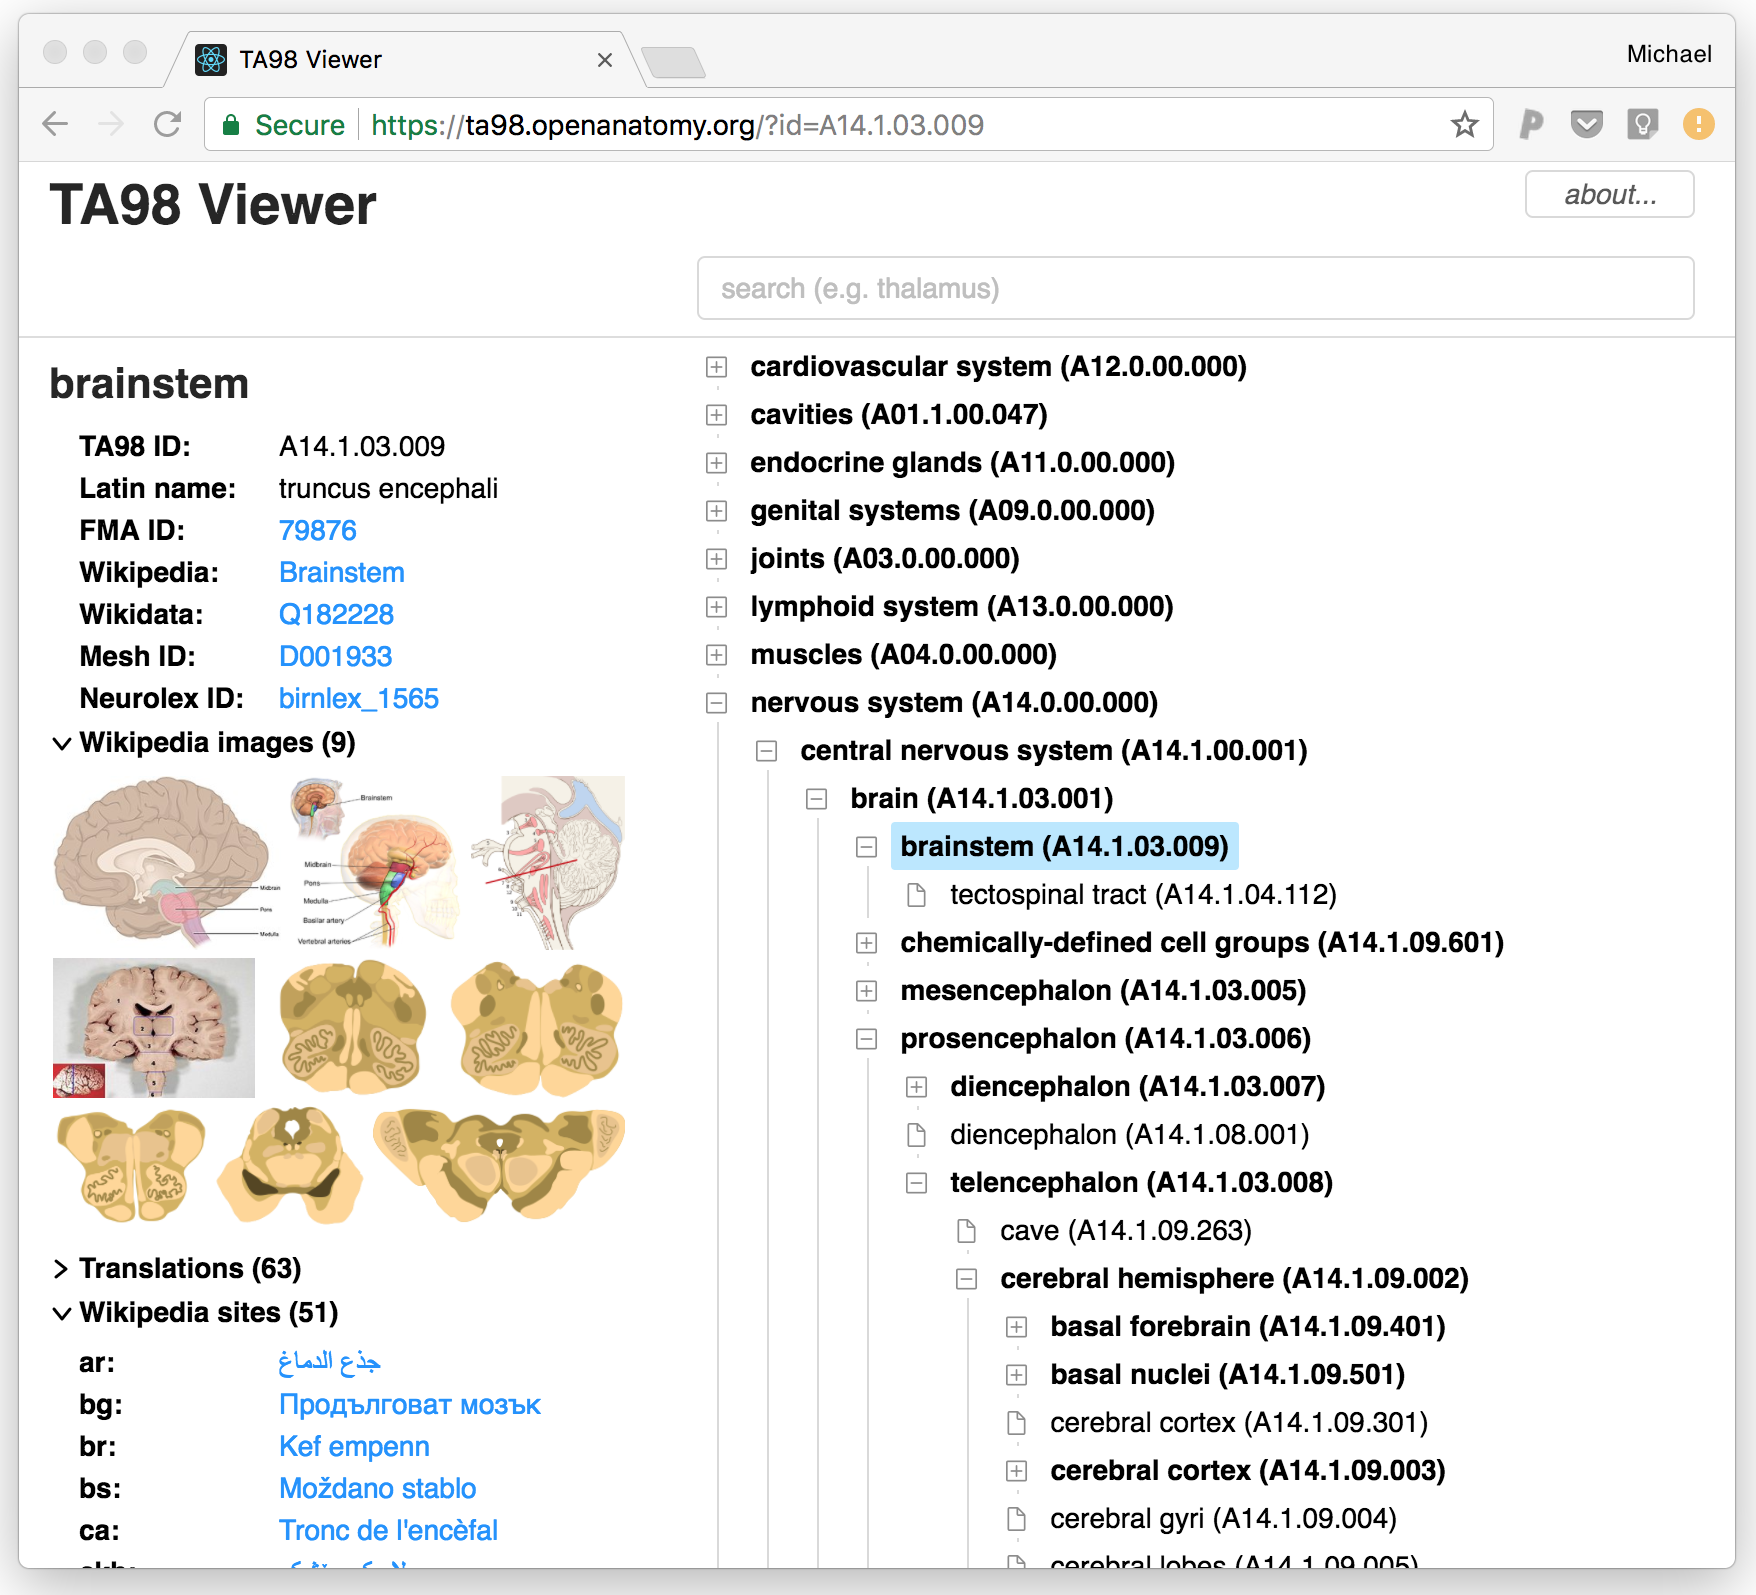 TA98 Viewer
Michael
Secure https://ta98.openanatomy.org/?id=A14.1.03.009
TA98 Viewer
about...
search (e.g. thalamus)
brainstem
TA98 ID: A14.1.03.009
Latin name: truncus encephali
FMA ID: 79876
Wikipedia: Brainstem
Wikidata: Q182228
Mesh ID: D001933
Neurolex ID: birnlex_1565
Wikipedia images (9)
Midbrain
Pons
Medulla
Brainstem
Midbrain
Pons
Medulla
Basilar artery
Vertebral arteries
Translations (63)
Wikipedia sites (51)
ar: جذع الدماغ
bg: Продълговат мозък
br: Kef empenn
bs: Moždano stablo
ca: Tronc de l'encèfal
cardiovascular system (A12.0.00.000)
cavities (A01.1.00.047)
endocrine glands (A11.0.00.000)
genital systems (A09.0.00.000)
joints (A03.0.00.000)
lymphoid system (A13.0.00.000)
muscles (A04.0.00.000)
nervous system (A14.0.00.000)
central nervous system (A14.1.00.001)
brain (A14.1.03.001)
brainstem (A14.1.03.009)
tectospinal tract (A14.1.04.112)
chemically-defined cell groups (A14.1.09.601)
mesencephalon (A14.1.03.005)
prosencephalon (A14.1.03.006)
diencephalon (A14.1.03.007)
diencephalon (A14.1.08.001)
telencephalon (A14.1.03.008)
cave (A14.1.09.263)
cerebral hemisphere (A14.1.09.002)
basal forebrain (A14.1.09.401)
basal nuclei (A14.1.09.501)
cerebral cortex (A14.1.09.301)
cerebral cortex (A14.1.09.003)
cerebral gyri (A14.1.09.004)
cerebral lobes (A14.1.09.005)